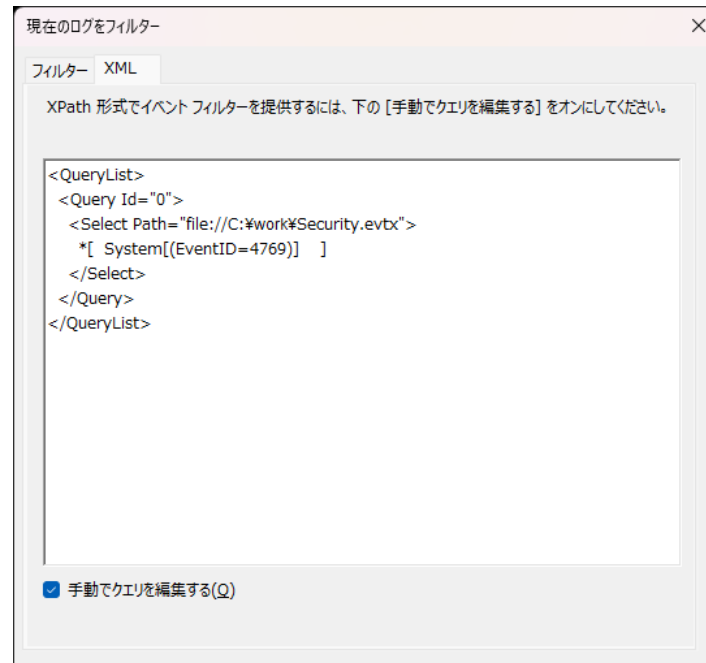 現在のログをフィルター
フィルター XML
XPath 形式でイベント フィルターを提供するには、下の [手動でクエリを編集する] をオンにしてください。
<QueryList>
<Query Id="0">
<Select Path="file://C:¥work¥Security.evtx">
*[ System[(EventID=4769)] ]
</Select>
</Query>
</QueryList>
手動でクエリを編集する(Q)